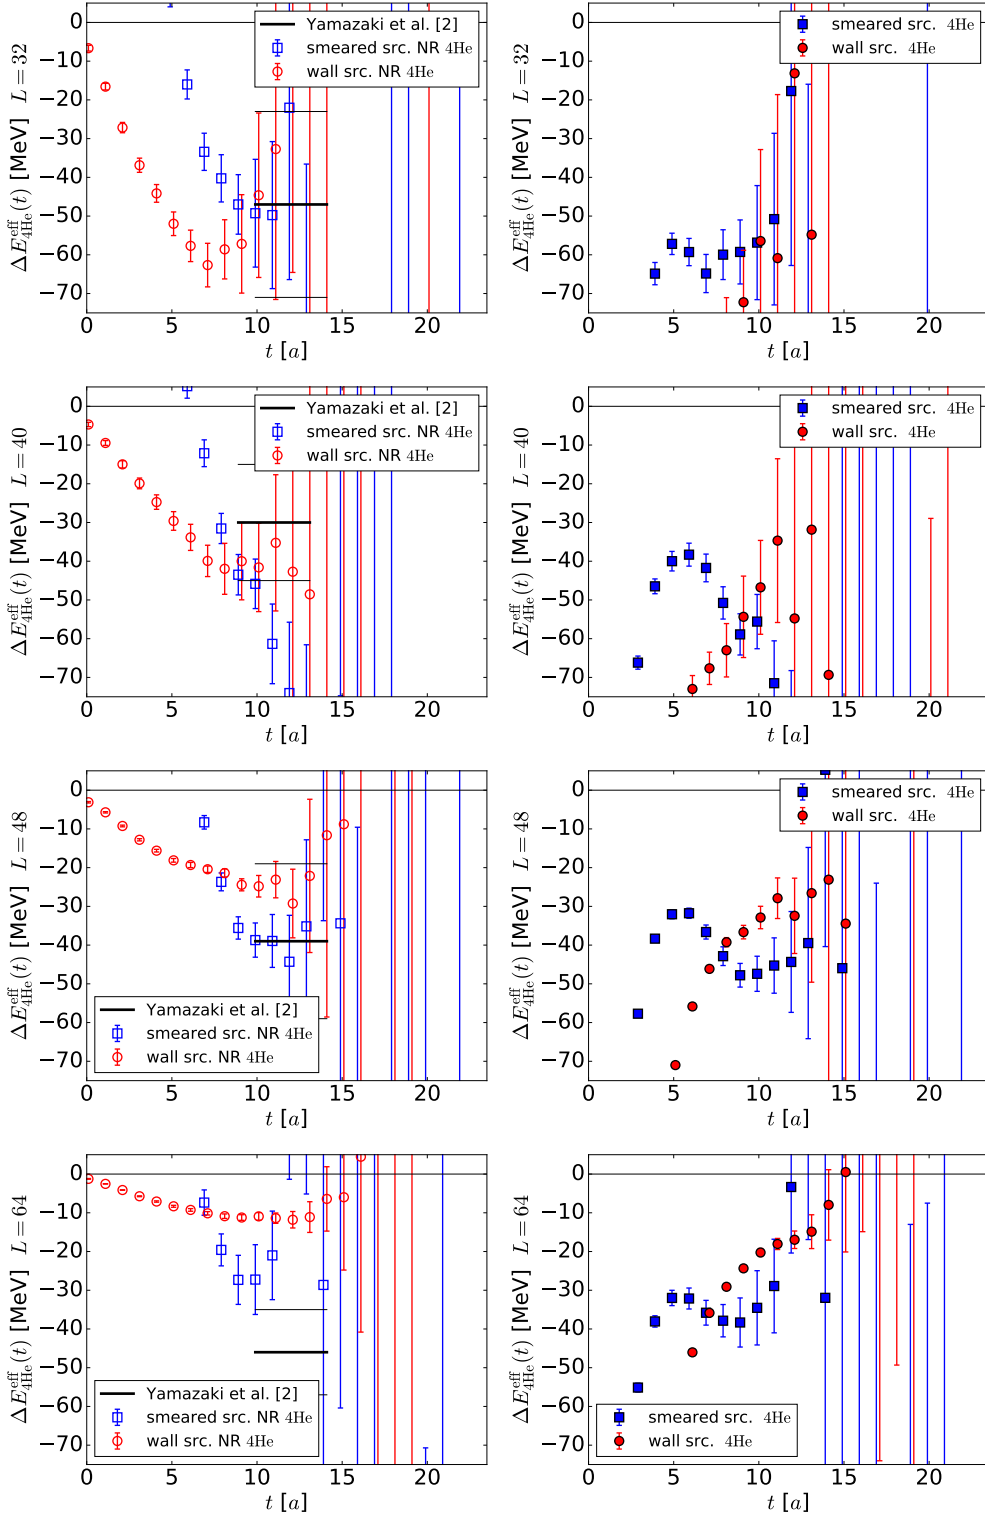 ΔE^eff_4He(t) [MeV] L = 32
0
−10
−20
−30
−40
−50
−60
−70
Yamazaki et al. [2]
smeared src. NR 4He
wall src. NR 4He
0 5 10 15 20
t [a]
ΔE^eff_4He(t) [MeV] L = 32
0
−10
−20
−30
−40
−50
−60
−70
smeared src. 4He
wall src. 4He
0 5 10 15 20
t [a]
ΔE^eff_4He(t) [MeV] L = 40
0
−10
−20
−30
−40
−50
−60
−70
Yamazaki et al. [2]
smeared src. NR 4He
wall src. NR 4He
0 5 10 15 20
t [a]
ΔE^eff_4He(t) [MeV] L = 40
0
−10
−20
−30
−40
−50
−60
−70
smeared src. 4He
wall src. 4He
0 5 10 15 20
t [a]
ΔE^eff_4He(t) [MeV] L = 48
0
−10
−20
−30
−40
−50
−60
−70
Yamazaki et al. [2]
smeared src. NR 4He
wall src. NR 4He
0 5 10 15 20
t [a]
ΔE^eff_4He(t) [MeV] L = 48
0
−10
−20
−30
−40
−50
−60
−70
smeared src. 4He
wall src. 4He
0 5 10 15 20
t [a]
ΔE^eff_4He(t) [MeV] L = 64
0
−10
−20
−30
−40
−50
−60
−70
Yamazaki et al. [2]
smeared src. NR 4He
wall src. NR 4He
0 5 10 15 20
t [a]
ΔE^eff_4He(t) [MeV] L = 64
0
−10
−20
−30
−40
−50
−60
−70
smeared src. 4He
wall src. 4He
0 5 10 15 20
t [a]